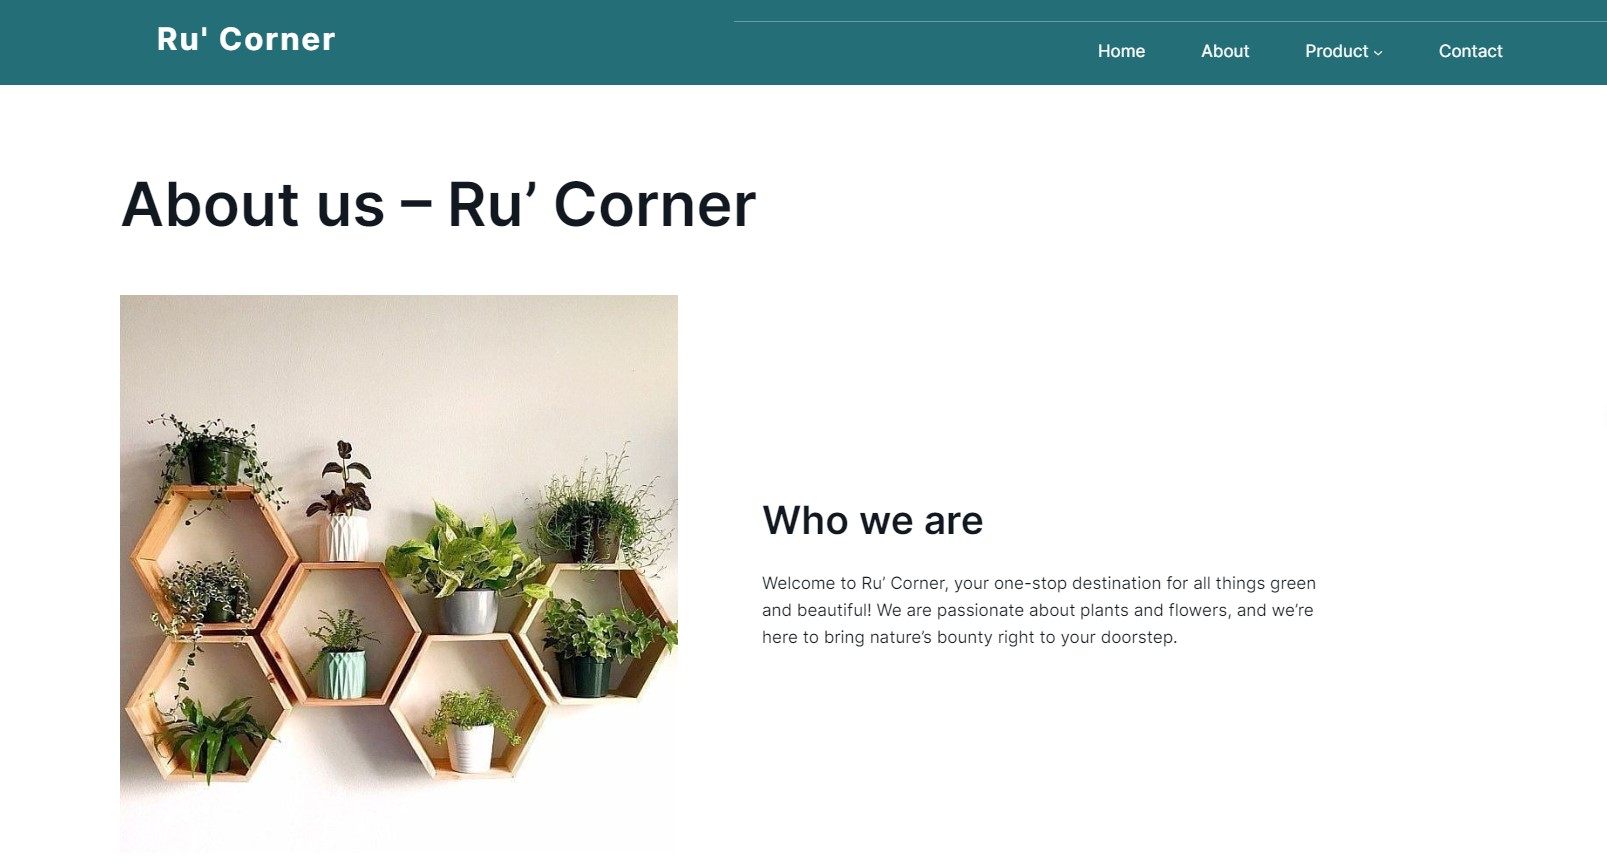 Ru' Corner
Home About Product Contact
About us – Ru’ Corner
Who we are
Welcome to Ru’ Corner, your one-stop destination for all things green
and beautiful! We are passionate about plants and flowers, and we’re
here to bring nature’s bounty right to your doorstep.